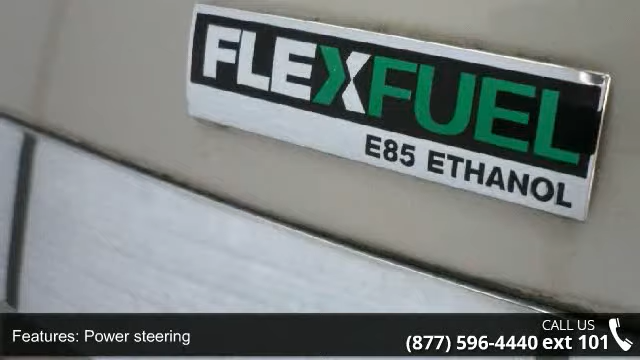 FLEXFUEL
E85 ETHANOL
Features: Power steering
CALL US
(877) 596-4440 ext 101